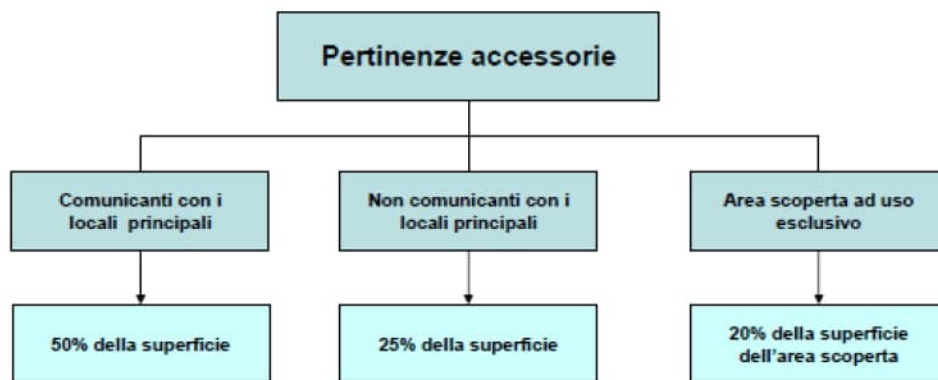 Pertinenze accessorie
Comunicanti con i
locali principali
Non comunicanti con i
locali principali
Area scoperta ad uso
esclusivo
50% della superficie
25% della superficie
20% della superficie
dell'area scoperta